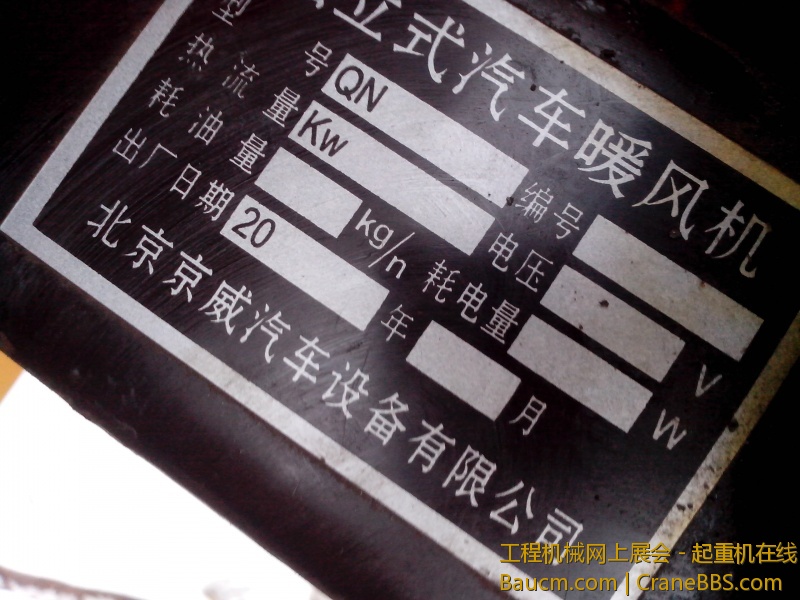 立式汽车暖风机
型 号 QN 编号
热流量 Kw 电压 V
耗油量 kg/n 耗电量 W
出厂日期 20 年 月
北京京威汽车设备有限公司
工程机械网上展会 - 起重机在线
Baucm.com | CraneBBS.com